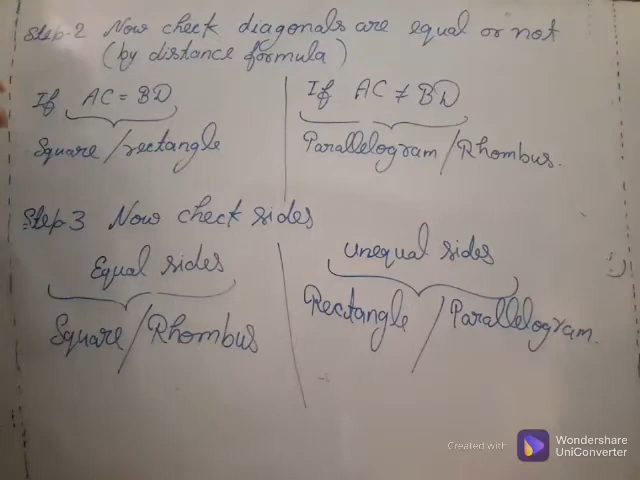 Step-2 Now check diagonals are equal or not
(by distance formula)
If AC = BD
Square/rectangle
If AC ≠ BD
Parallelogram/Rhombus.
Step-3 Now check sides
Equal sides
Square/Rhombus
Unequal sides
Rectangle/Parallelogram.
Created with
Wondershare
UniConverter